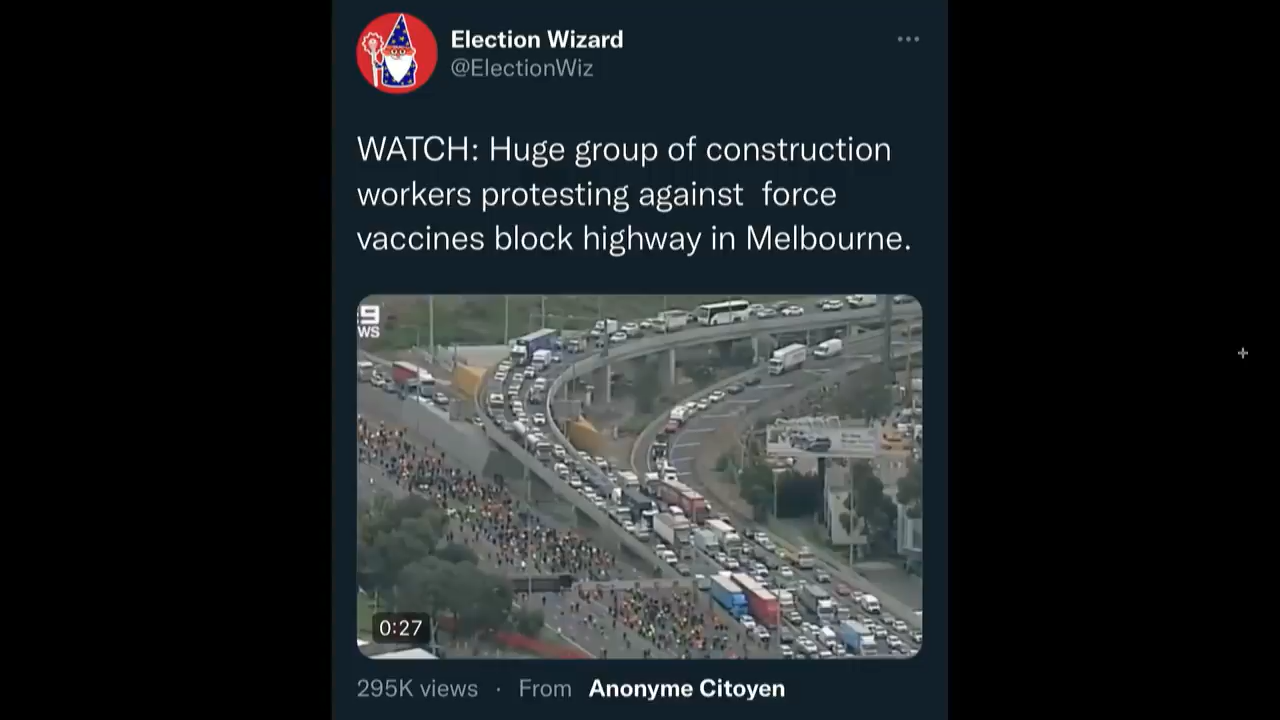 Election Wizard
@ElectionWiz
WATCH: Huge group of construction
workers protesting against  force
vaccines block highway in Melbourne.
9
WS
0:27
295K views · From Anonyme Citoyen